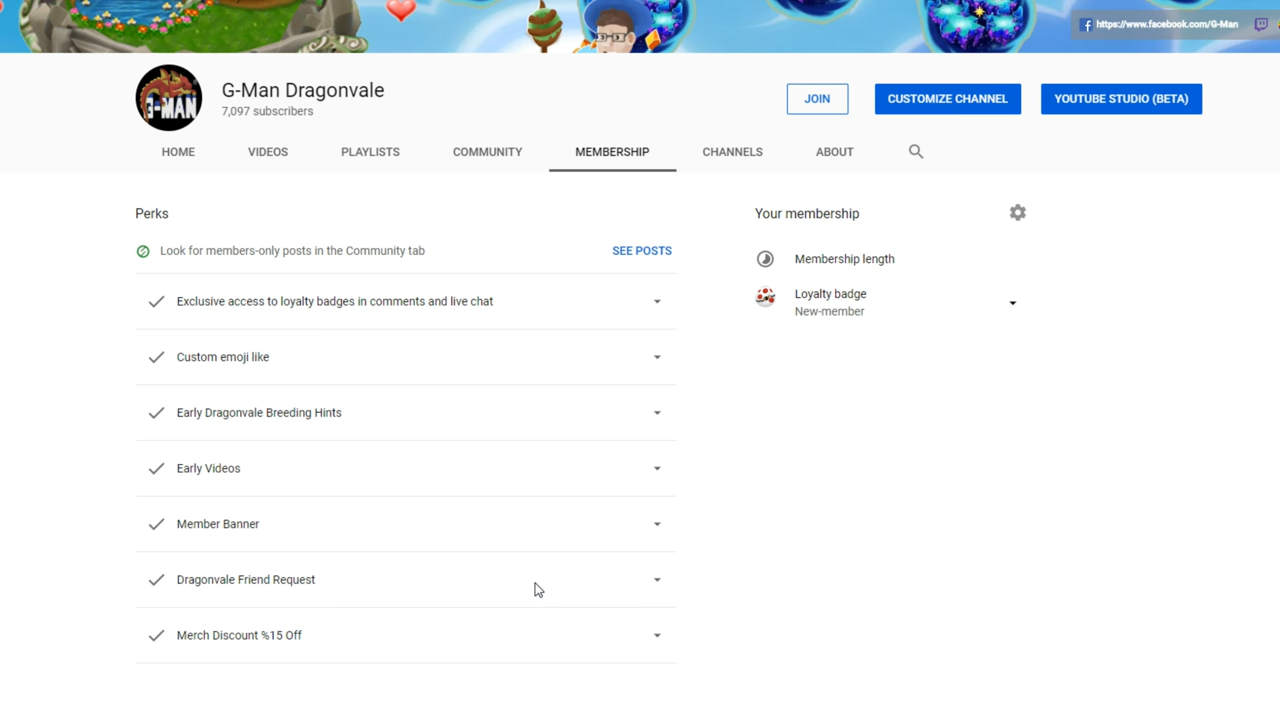 https://www.facebook.com/G-Man
G-MAN
G-Man Dragonvale
7,097 subscribers
JOIN
CUSTOMIZE CHANNEL
YOUTUBE STUDIO (BETA)
HOME
VIDEOS
PLAYLISTS
COMMUNITY
MEMBERSHIP
CHANNELS
ABOUT
Perks
Look for members-only posts in the Community tab
SEE POSTS
Exclusive access to loyalty badges in comments and live chat
Custom emoji like
Early Dragonvale Breeding Hints
Early Videos
Member Banner
Dragonvale Friend Request
Merch Discount %15 Off
Your membership
Membership length
Loyalty badge
New-member